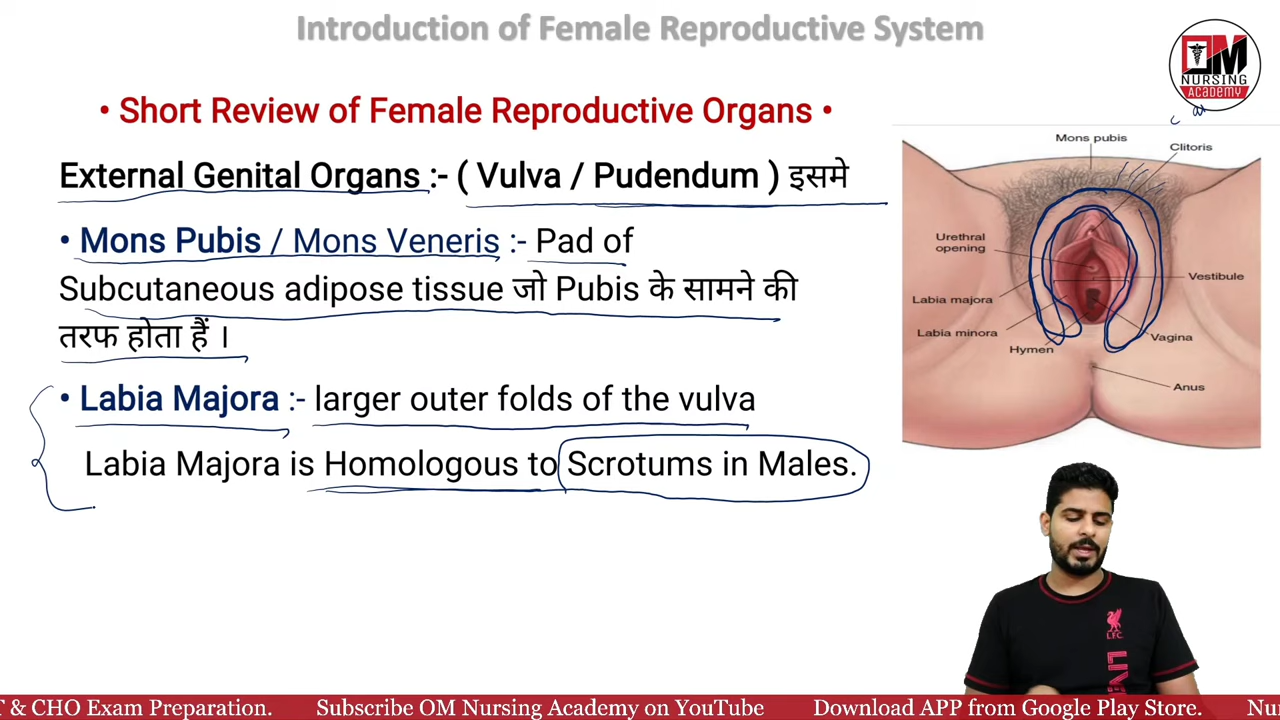 Introduction of Female Reproductive System
OM
NURSING
ACADEMY
• Short Review of Female Reproductive Organs •
External Genital Organs :- ( Vulva / Pudendum ) इसमे
• Mons Pubis / Mons Veneris :- Pad of
Subcutaneous adipose tissue जो Pubis के सामने की
तरफ होता हैं ।
• Labia Majora :- larger outer folds of the vulva
Labia Majora is Homologous to Scrotums in Males.
Mons pubis
Clitoris
Urethral
opening
Vestibule
Labia majora
Labia minora
Hymen
Vagina
Anus
L.F.C.
LIV
T & CHO Exam Preparation. Subscribe OM Nursing Academy on YouTube Download APP from Google Play Store. Nu